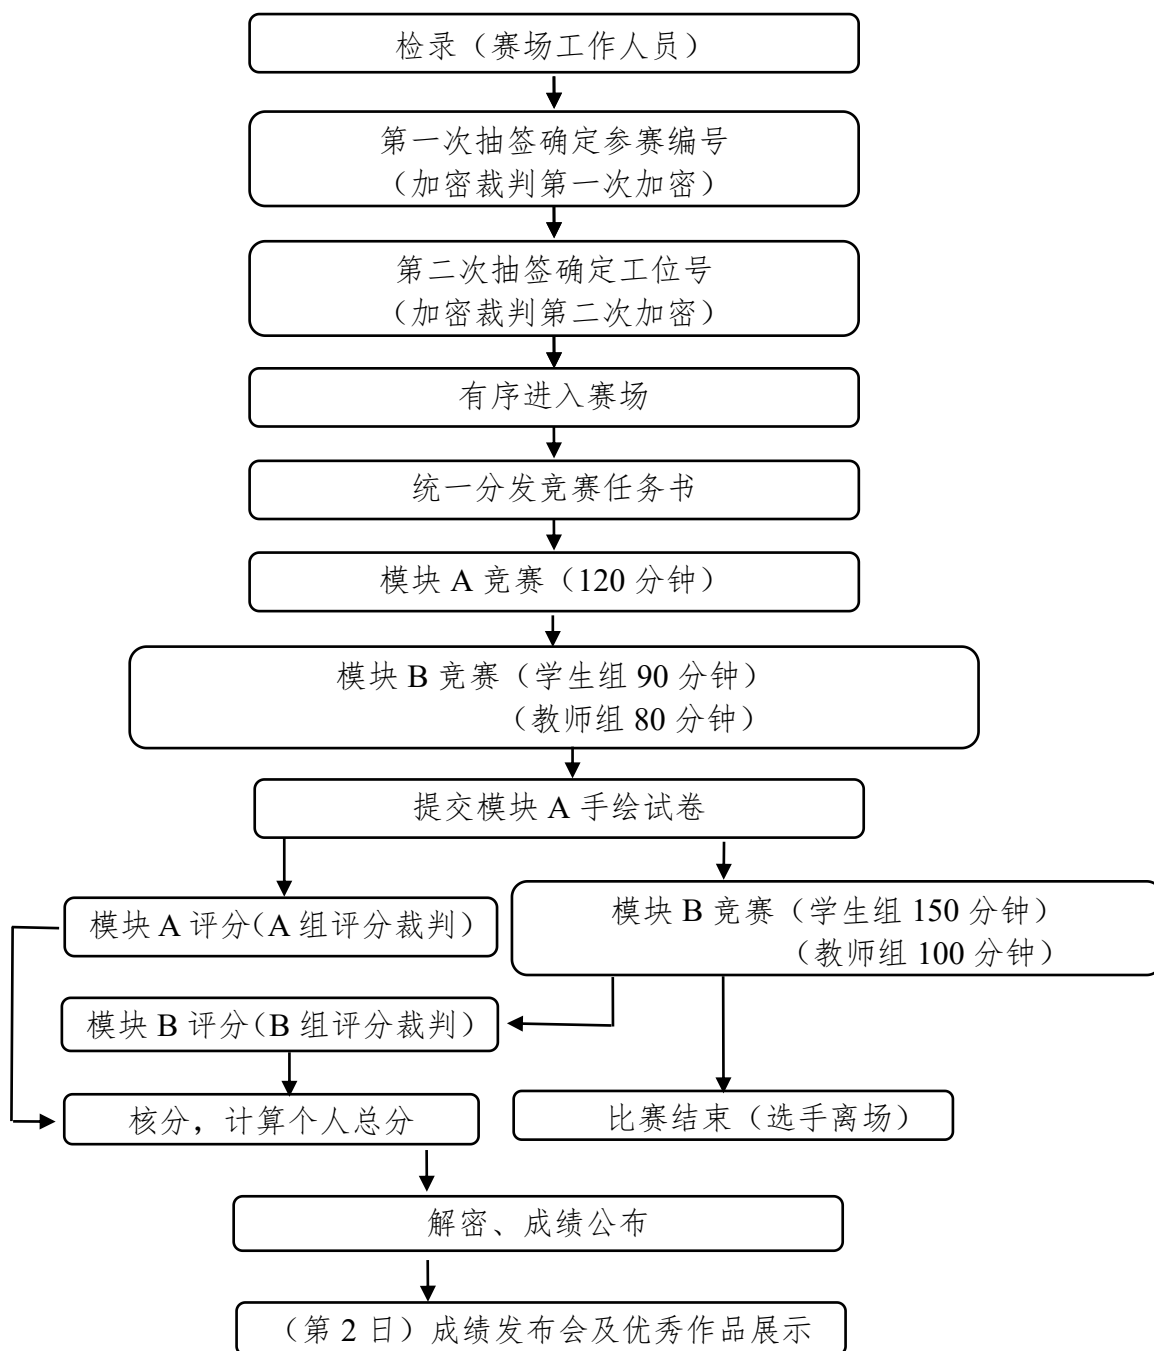 检录（赛场工作人员）
第一次抽签确定参赛编号
（加密裁判第一次加密）
第二次抽签确定工位号
（加密裁判第二次加密）
有序进入赛场
统一分发竞赛任务书
模块 A 竞赛（120 分钟）
模块 B 竞赛（学生组 90 分钟）
（教师组 80 分钟）
提交模块 A 手绘试卷
模块 A 评分(A 组评分裁判）
模块 B 竞赛（学生组 150 分钟）
（教师组 100 分钟）
模块 B 评分(B 组评分裁判）
核分，计算个人总分
比赛结束（选手离场）
解密、成绩公布
（第 2 日）成绩发布会及优秀作品展示